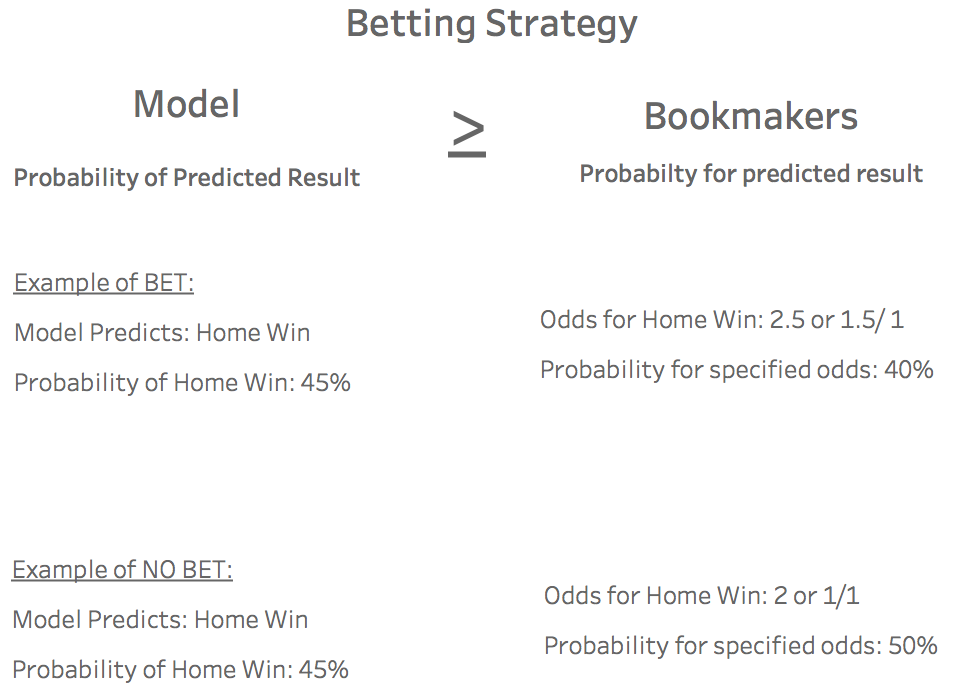 Betting Strategy
Model
≥
Bookmakers
Probability of Predicted Result
Probabilty for predicted result
Example of BET:
Model Predicts: Home Win
Probability of Home Win: 45%
Odds for Home Win: 2.5 or 1.5/ 1
Probability for specified odds: 40%
Example of NO BET:
Model Predicts: Home Win
Probability of Home Win: 45%
Odds for Home Win: 2 or 1/1
Probability for specified odds: 50%